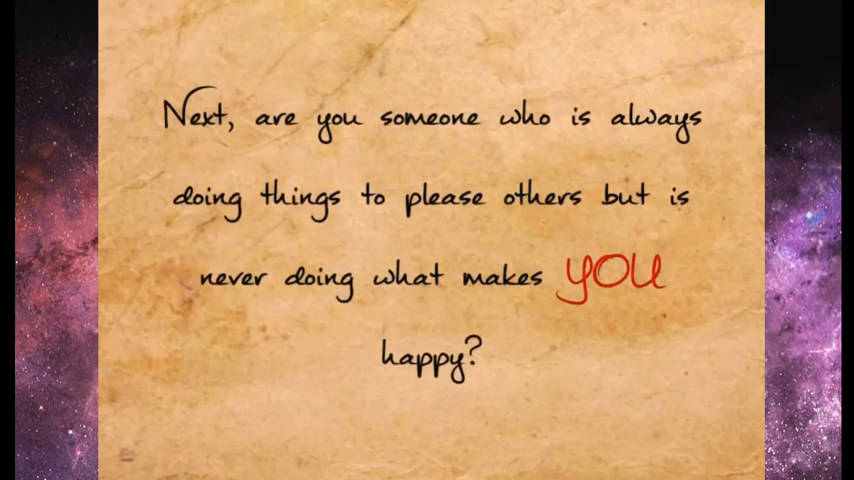 Next, are you someone who is always
doing things to please others but is
never doing what makes YOU
happy?